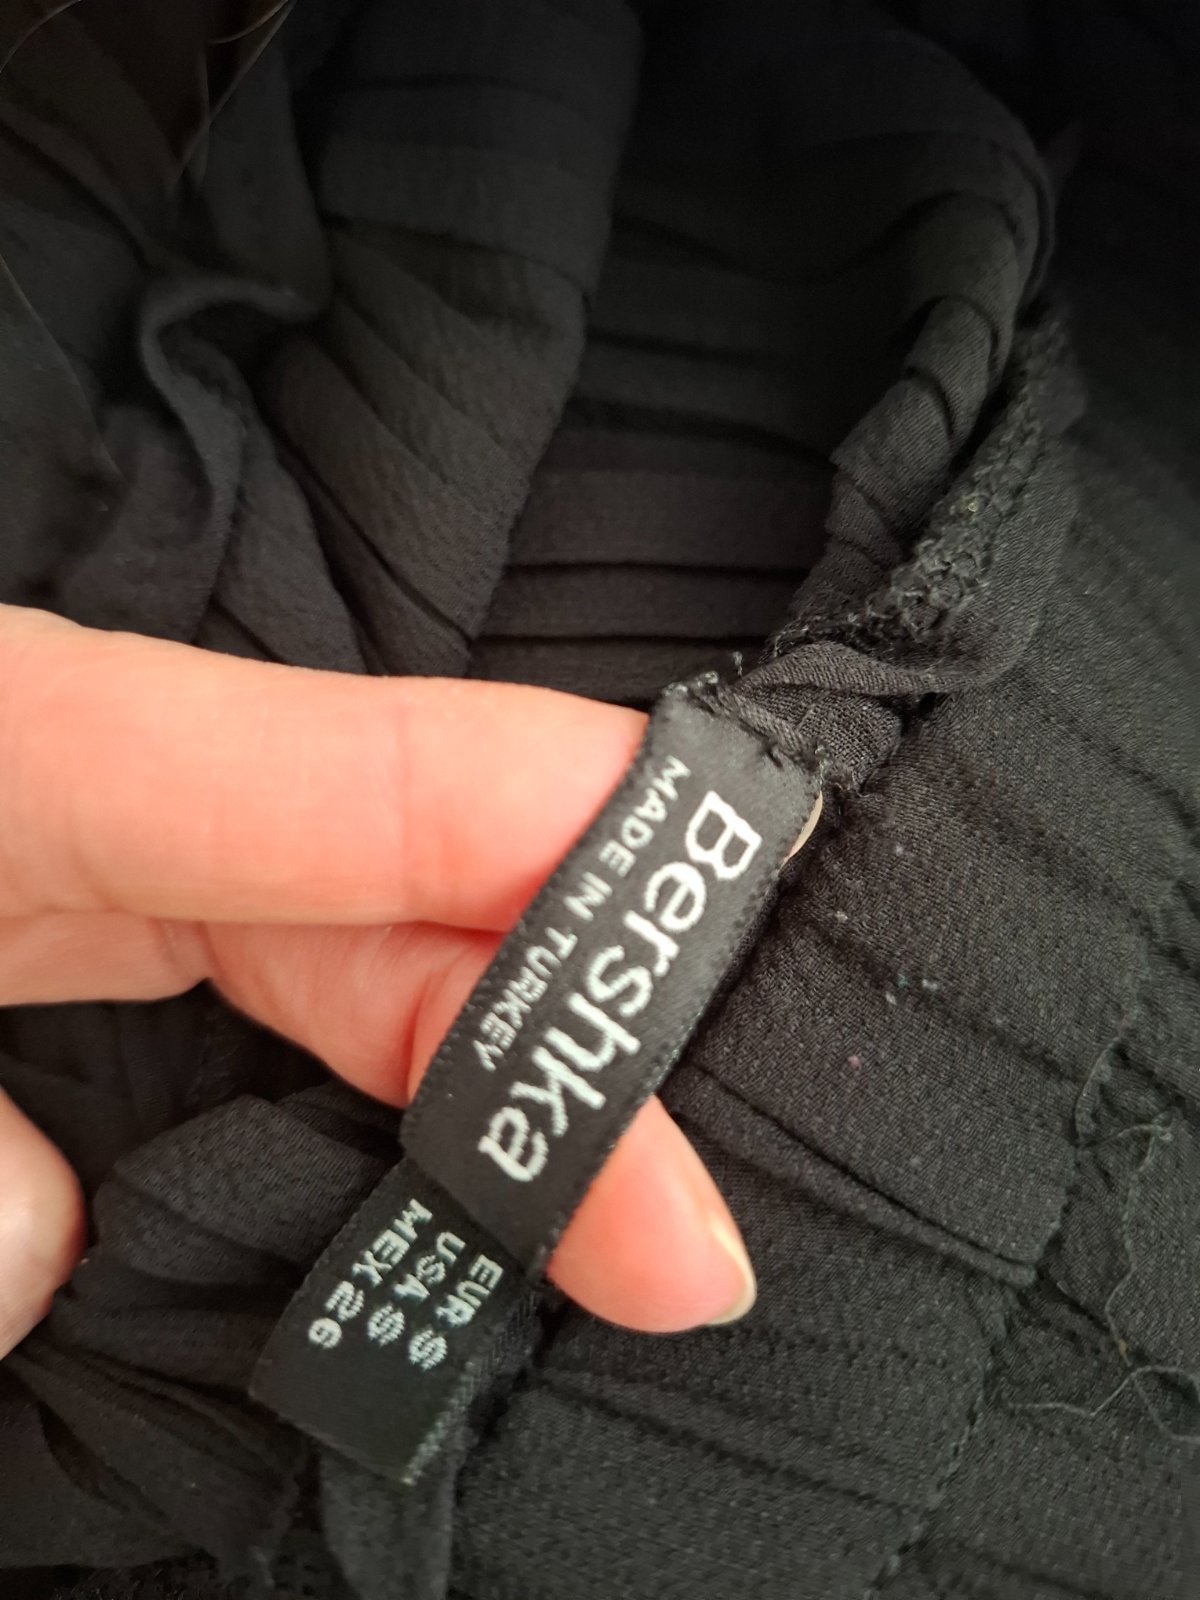 Bershka
MADE IN TURKEY
EUR S
USA S
MEX 26